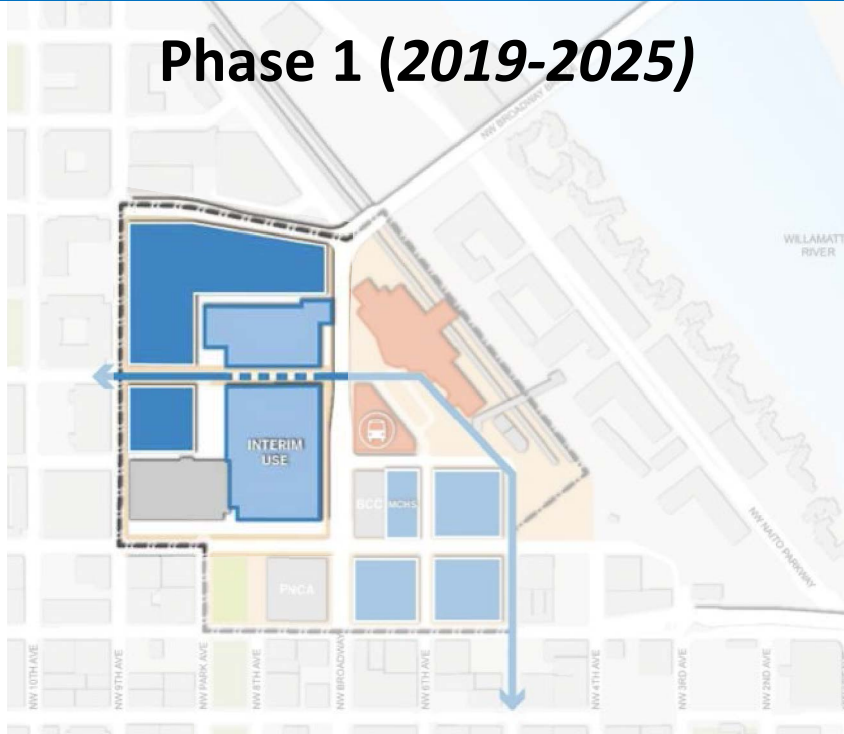 Phase 1 (2019-2025)
NW BROADWAY
WILLAMATT
RIVER
INTERIM
USE
BCC
MCHS
PNCA
NW NAITO PARKWAY
NW 10TH AVE
NW 9TH AVE
NW PARK AVE
NW 8TH AVE
NW BROADWAY
NW 6TH AVE
NW 4TH AVE
NW 3RD AVE
NW 2ND AVE